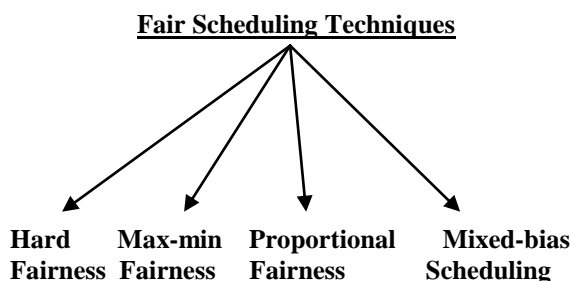 Fair Scheduling Techniques
Hard Max-min Proportional Mixed-bias
Fairness Fairness Fairness Scheduling